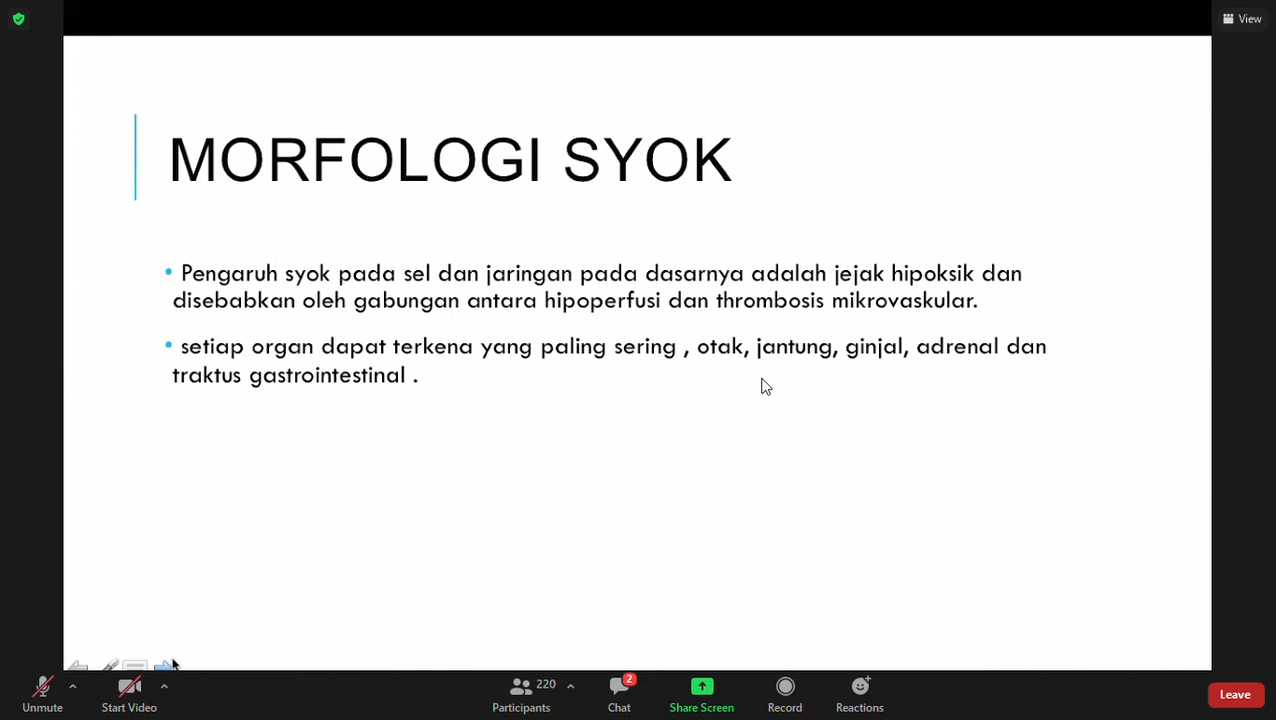 View
MORFOLOGI SYOK
• Pengaruh syok pada sel dan jaringan pada dasarnya adalah jejak hipoksik dan
disebabkan oleh gabungan antara hipoperfusi dan thrombosis mikrovaskular.
• setiap organ dapat terkena yang paling sering , otak, jantung, ginjal, adrenal dan
traktus gastrointestinal .
Unmute
Start Video
220
Participants
2
Chat
Share Screen
Record
Reactions
Leave